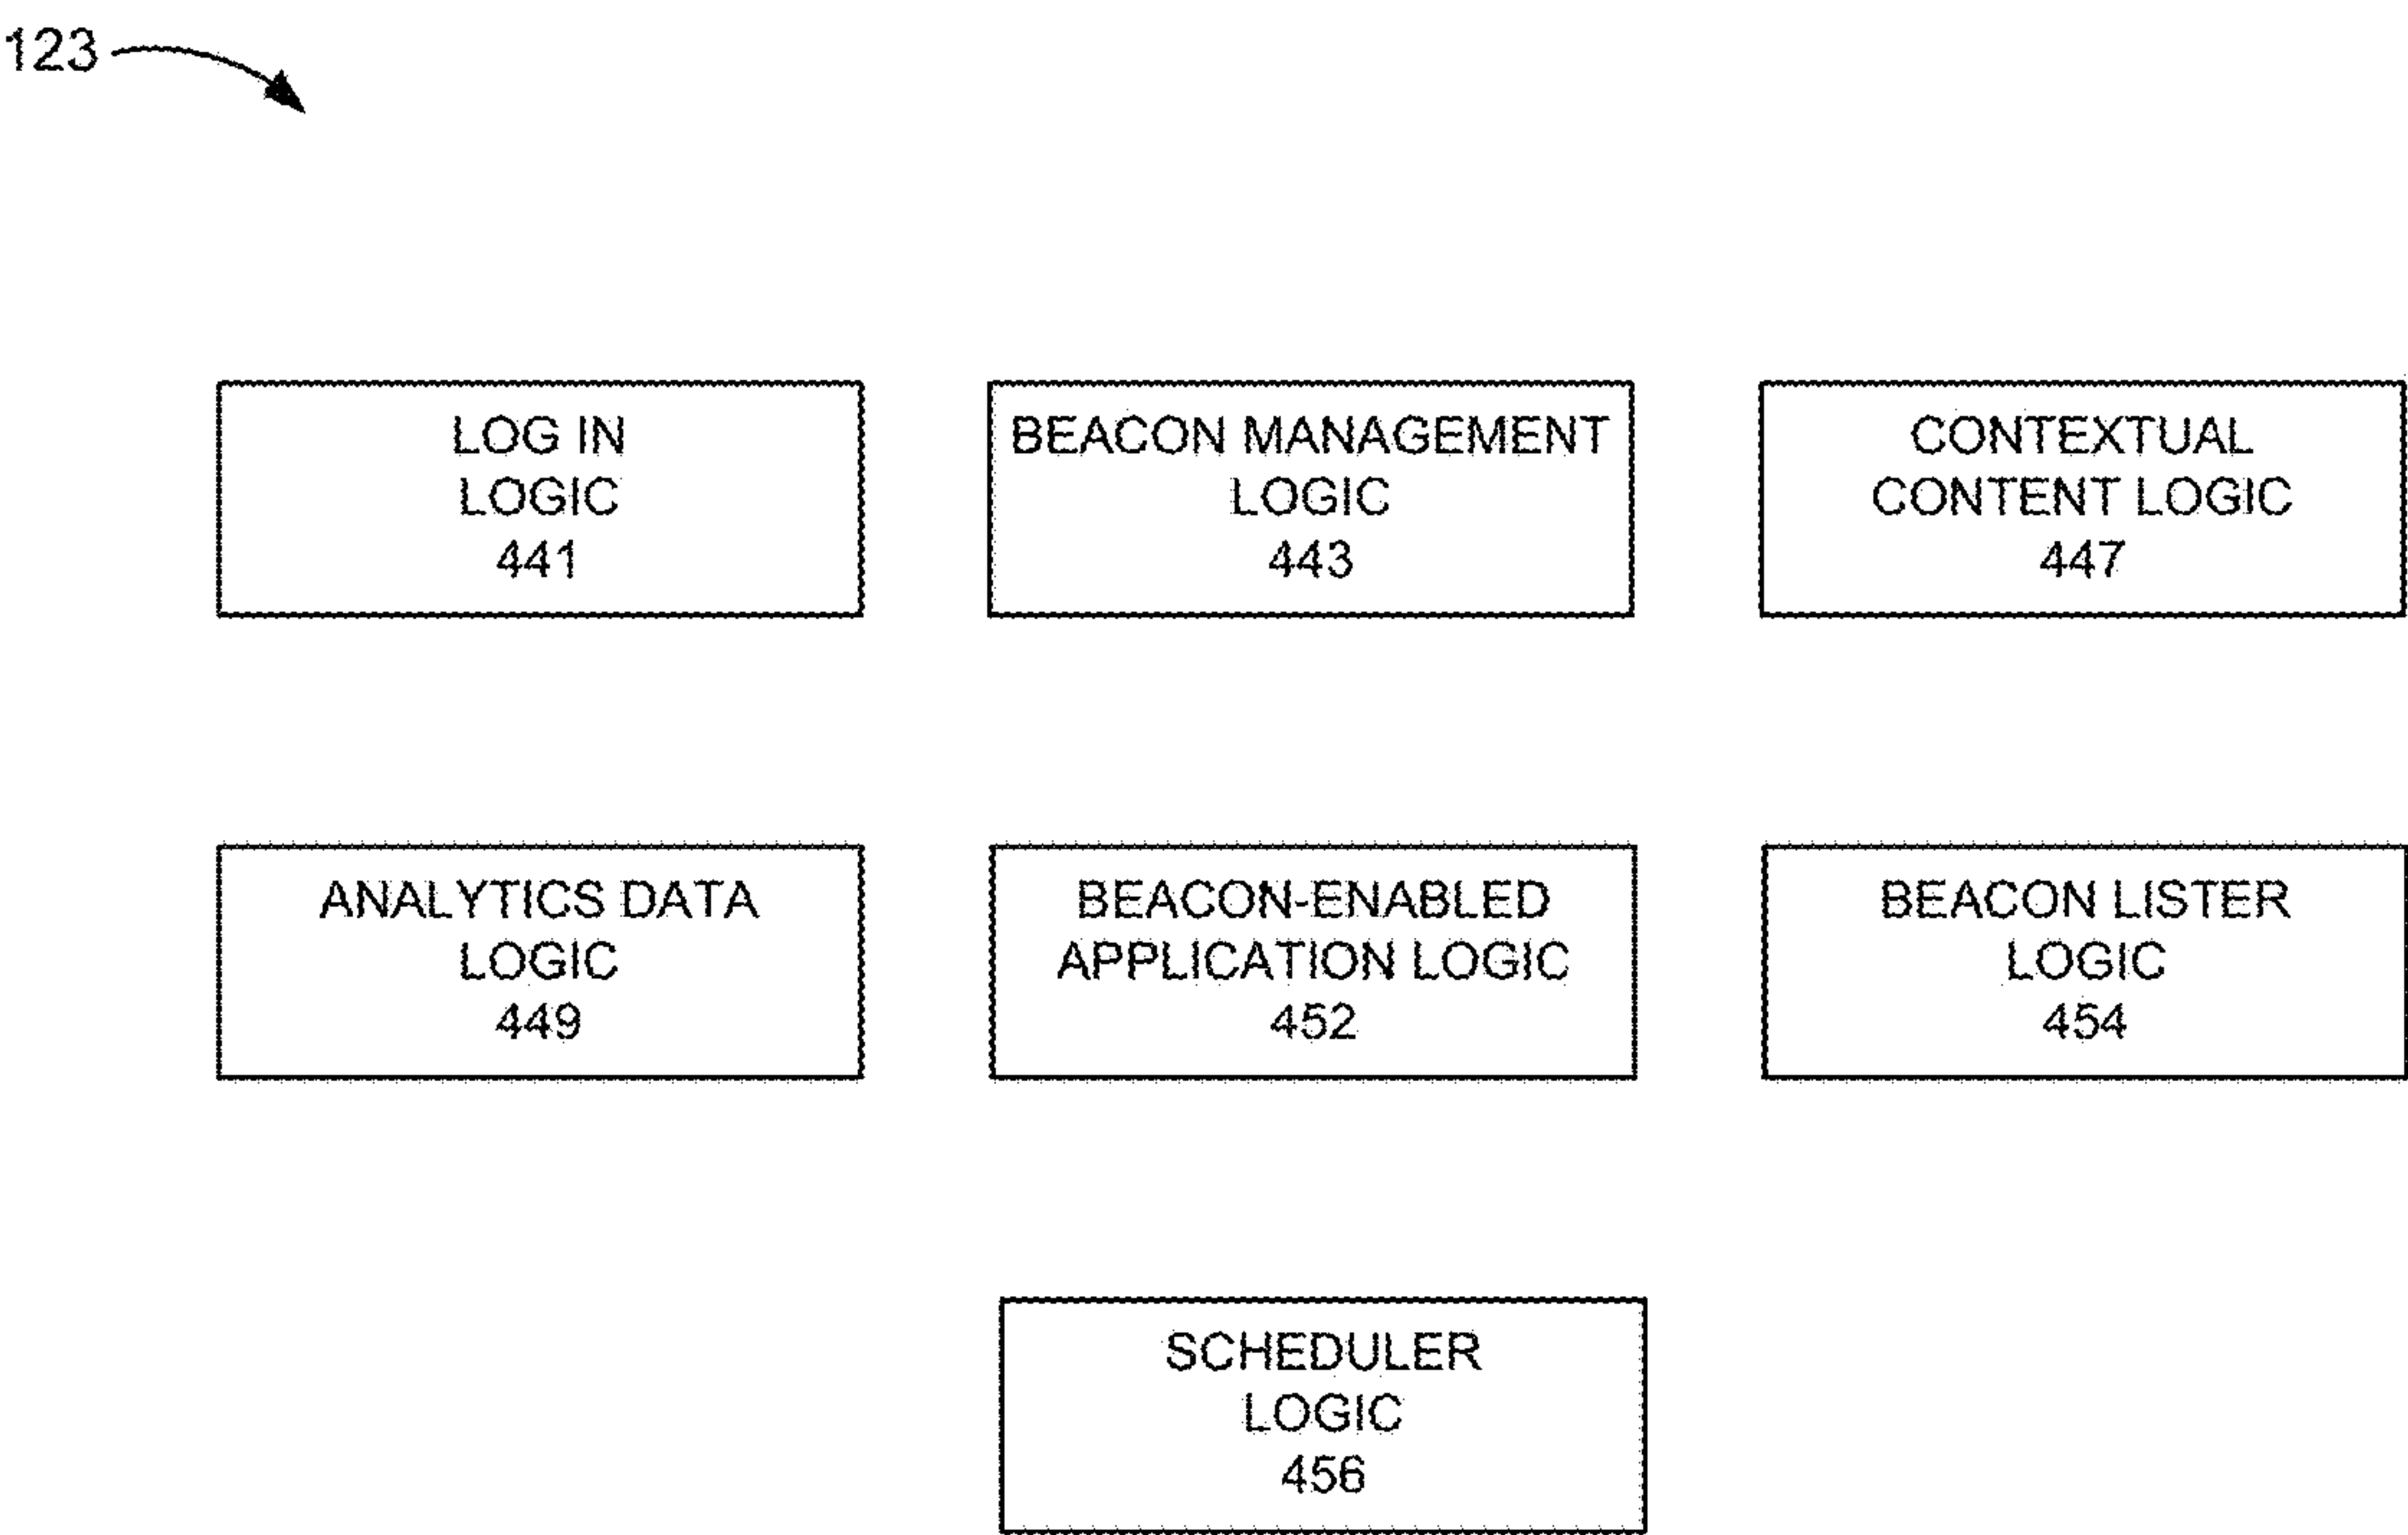 123
LOG IN
LOGIC
441
BEACON MANAGEMENT
LOGIC
443
CONTEXTUAL
CONTENT LOGIC
447
ANALYTICS DATA
LOGIC
449
BEACON-ENABLED
APPLICATION LOGIC
452
BEACON LISTER
LOGIC
454
SCHEDULER
LOGIC
456